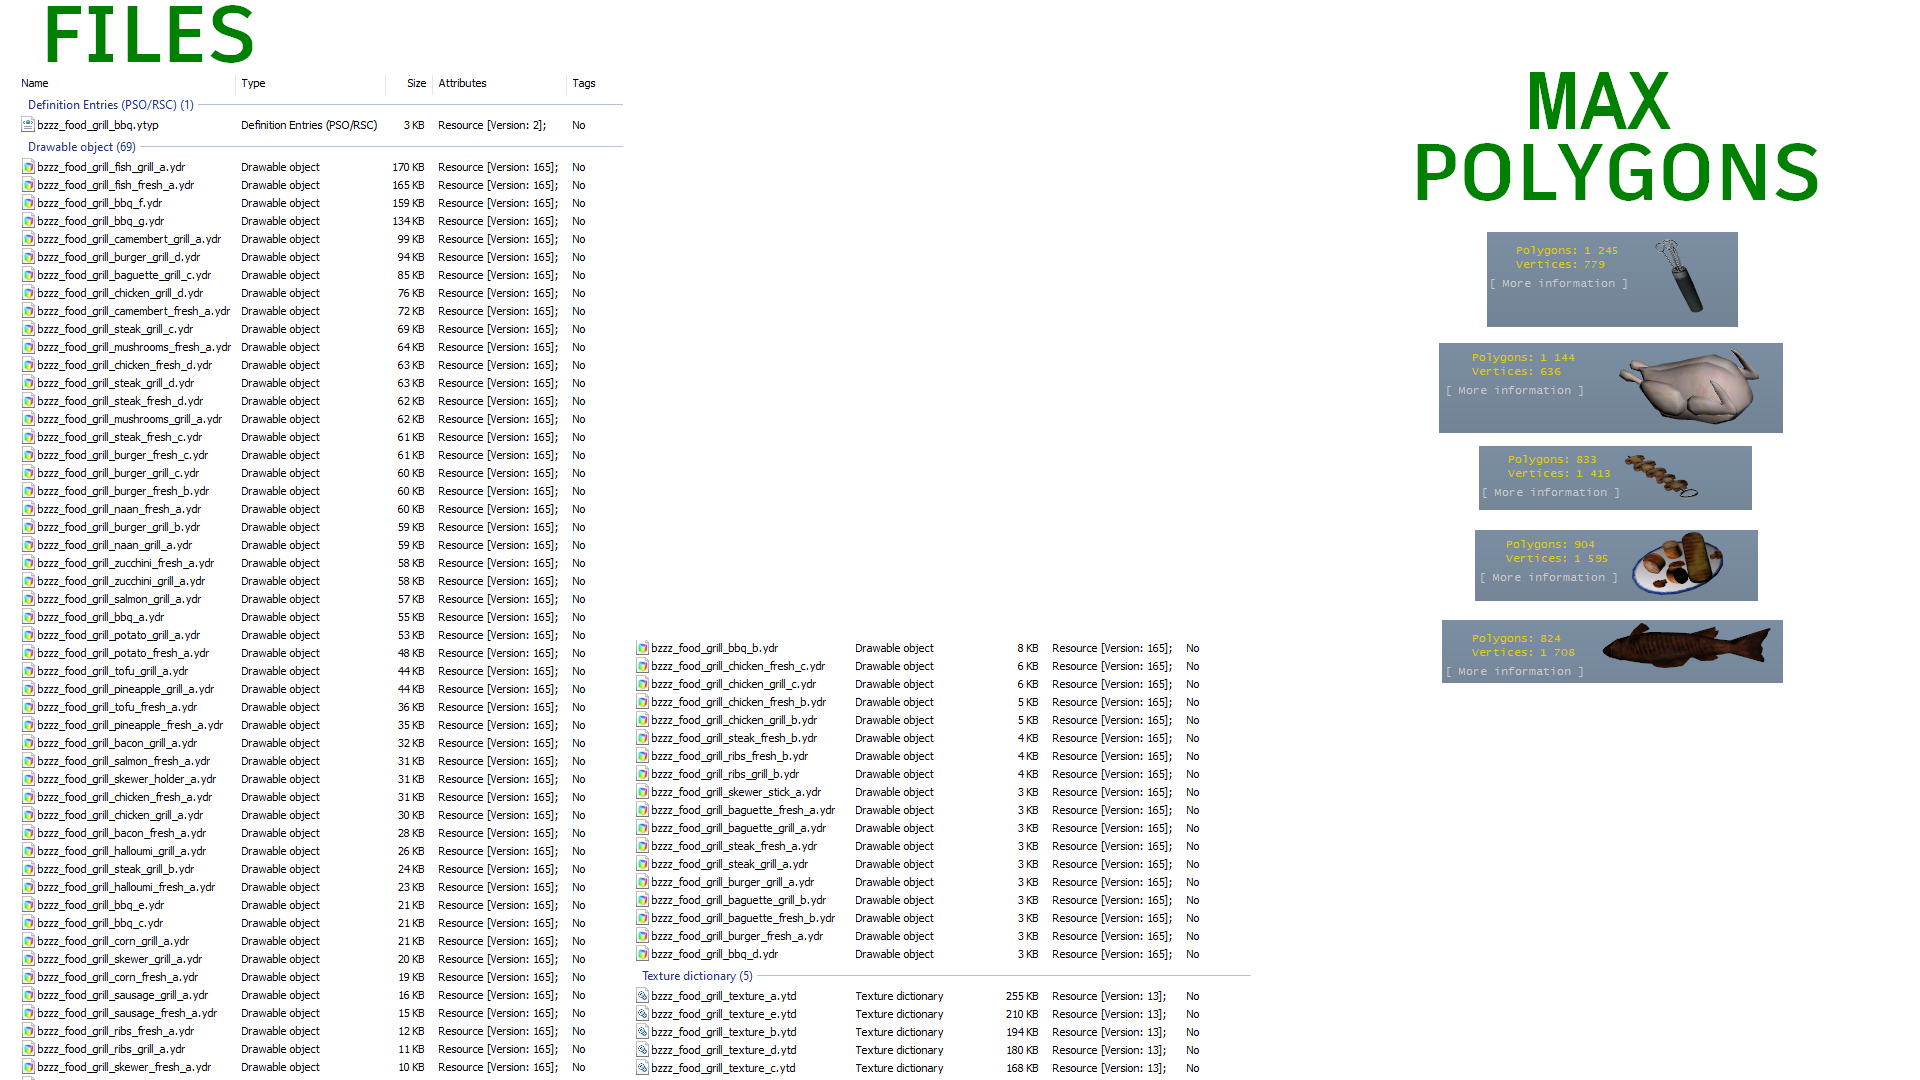 FILES
Name Type Size Attributes Tags
Definition Entries (PSO/RSC) (1)
bzzz_food_grill_bbq.ytyp Definition Entries (PSO/RSC) 3 KB Resource [Version: 2]; No
Drawable object (69)
bzzz_food_grill_fish_grill_a.ydr Drawable object 170 KB Resource [Version: 165]; No
bzzz_food_grill_fish_fresh_a.ydr Drawable object 165 KB Resource [Version: 165]; No
bzzz_food_grill_bbq_f.ydr Drawable object 159 KB Resource [Version: 165]; No
bzzz_food_grill_bbq_g.ydr Drawable object 134 KB Resource [Version: 165]; No
bzzz_food_grill_camembert_grill_a.ydr Drawable object 99 KB Resource [Version: 165]; No
bzzz_food_grill_burger_grill_d.ydr Drawable object 94 KB Resource [Version: 165]; No
bzzz_food_grill_baguette_grill_c.ydr Drawable object 85 KB Resource [Version: 165]; No
bzzz_food_grill_chicken_grill_d.ydr Drawable object 76 KB Resource [Version: 165]; No
bzzz_food_grill_camembert_fresh_a.ydr Drawable object 72 KB Resource [Version: 165]; No
bzzz_food_grill_steak_grill_c.ydr Drawable object 69 KB Resource [Version: 165]; No
bzzz_food_grill_mushrooms_fresh_a.ydr Drawable object 64 KB Resource [Version: 165]; No
bzzz_food_grill_chicken_fresh_d.ydr Drawable object 63 KB Resource [Version: 165]; No
bzzz_food_grill_steak_grill_d.ydr Drawable object 63 KB Resource [Version: 165]; No
bzzz_food_grill_steak_fresh_d.ydr Drawable object 62 KB Resource [Version: 165]; No
bzzz_food_grill_mushrooms_grill_a.ydr Drawable object 62 KB Resource [Version: 165]; No
bzzz_food_grill_steak_fresh_c.ydr Drawable object 61 KB Resource [Version: 165]; No
bzzz_food_grill_burger_fresh_c.ydr Drawable object 61 KB Resource [Version: 165]; No
bzzz_food_grill_burger_grill_c.ydr Drawable object 60 KB Resource [Version: 165]; No
bzzz_food_grill_burger_fresh_b.ydr Drawable object 60 KB Resource [Version: 165]; No
bzzz_food_grill_naan_fresh_a.ydr Drawable object 60 KB Resource [Version: 165]; No
bzzz_food_grill_burger_grill_b.ydr Drawable object 59 KB Resource [Version: 165]; No
bzzz_food_grill_naan_grill_a.ydr Drawable object 59 KB Resource [Version: 165]; No
bzzz_food_grill_zucchini_fresh_a.ydr Drawable object 58 KB Resource [Version: 165]; No
bzzz_food_grill_zucchini_grill_a.ydr Drawable object 58 KB Resource [Version: 165]; No
bzzz_food_grill_salmon_grill_a.ydr Drawable object 57 KB Resource [Version: 165]; No
bzzz_food_grill_bbq_a.ydr Drawable object 55 KB Resource [Version: 165]; No
bzzz_food_grill_potato_grill_a.ydr Drawable object 53 KB Resource [Version: 165]; No
bzzz_food_grill_potato_fresh_a.ydr Drawable object 48 KB Resource [Version: 165]; No
bzzz_food_grill_tofu_grill_a.ydr Drawable object 44 KB Resource [Version: 165]; No
bzzz_food_grill_pineapple_grill_a.ydr Drawable object 44 KB Resource [Version: 165]; No
bzzz_food_grill_tofu_fresh_a.ydr Drawable object 36 KB Resource [Version: 165]; No
bzzz_food_grill_pineapple_fresh_a.ydr Drawable object 35 KB Resource [Version: 165]; No
bzzz_food_grill_bacon_grill_a.ydr Drawable object 32 KB Resource [Version: 165]; No
bzzz_food_grill_salmon_fresh_a.ydr Drawable object 31 KB Resource [Version: 165]; No
bzzz_food_grill_skewer_holder_a.ydr Drawable object 31 KB Resource [Version: 165]; No
bzzz_food_grill_chicken_fresh_a.ydr Drawable object 31 KB Resource [Version: 165]; No
bzzz_food_grill_chicken_grill_a.ydr Drawable object 30 KB Resource [Version: 165]; No
bzzz_food_grill_bacon_fresh_a.ydr Drawable object 28 KB Resource [Version: 165]; No
bzzz_food_grill_halloumi_grill_a.ydr Drawable object 26 KB Resource [Version: 165]; No
bzzz_food_grill_steak_grill_b.ydr Drawable object 24 KB Resource [Version: 165]; No
bzzz_food_grill_halloumi_fresh_a.ydr Drawable object 23 KB Resource [Version: 165]; No
bzzz_food_grill_bbq_e.ydr Drawable object 21 KB Resource [Version: 165]; No
bzzz_food_grill_bbq_c.ydr Drawable object 21 KB Resource [Version: 165]; No
bzzz_food_grill_corn_grill_a.ydr Drawable object 21 KB Resource [Version: 165]; No
bzzz_food_grill_skewer_grill_a.ydr Drawable object 20 KB Resource [Version: 165]; No
bzzz_food_grill_corn_fresh_a.ydr Drawable object 19 KB Resource [Version: 165]; No
bzzz_food_grill_sausage_grill_a.ydr Drawable object 16 KB Resource [Version: 165]; No
bzzz_food_grill_sausage_fresh_a.ydr Drawable object 15 KB Resource [Version: 165]; No
bzzz_food_grill_ribs_fresh_a.ydr Drawable object 12 KB Resource [Version: 165]; No
bzzz_food_grill_ribs_grill_a.ydr Drawable object 11 KB Resource [Version: 165]; No
bzzz_food_grill_skewer_fresh_a.ydr Drawable object 10 KB Resource [Version: 165]; No
bzzz_food_grill_bbq_b.ydr Drawable object 8 KB Resource [Version: 165]; No
bzzz_food_grill_chicken_fresh_c.ydr Drawable object 6 KB Resource [Version: 165]; No
bzzz_food_grill_chicken_grill_c.ydr Drawable object 6 KB Resource [Version: 165]; No
bzzz_food_grill_chicken_fresh_b.ydr Drawable object 5 KB Resource [Version: 165]; No
bzzz_food_grill_chicken_grill_b.ydr Drawable object 5 KB Resource [Version: 165]; No
bzzz_food_grill_steak_fresh_b.ydr Drawable object 4 KB Resource [Version: 165]; No
bzzz_food_grill_ribs_fresh_b.ydr Drawable object 4 KB Resource [Version: 165]; No
bzzz_food_grill_ribs_grill_b.ydr Drawable object 4 KB Resource [Version: 165]; No
bzzz_food_grill_skewer_stick_a.ydr Drawable object 3 KB Resource [Version: 165]; No
bzzz_food_grill_baguette_fresh_a.ydr Drawable object 3 KB Resource [Version: 165]; No
bzzz_food_grill_baguette_grill_a.ydr Drawable object 3 KB Resource [Version: 165]; No
bzzz_food_grill_steak_fresh_a.ydr Drawable object 3 KB Resource [Version: 165]; No
bzzz_food_grill_steak_grill_a.ydr Drawable object 3 KB Resource [Version: 165]; No
bzzz_food_grill_burger_grill_a.ydr Drawable object 3 KB Resource [Version: 165]; No
bzzz_food_grill_baguette_grill_b.ydr Drawable object 3 KB Resource [Version: 165]; No
bzzz_food_grill_baguette_fresh_b.ydr Drawable object 3 KB Resource [Version: 165]; No
bzzz_food_grill_burger_fresh_a.ydr Drawable object 3 KB Resource [Version: 165]; No
bzzz_food_grill_bbq_d.ydr Drawable object 3 KB Resource [Version: 165]; No
Texture dictionary (5)
bzzz_food_grill_texture_a.ytd Texture dictionary 255 KB Resource [Version: 13]; No
bzzz_food_grill_texture_e.ytd Texture dictionary 210 KB Resource [Version: 13]; No
bzzz_food_grill_texture_b.ytd Texture dictionary 194 KB Resource [Version: 13]; No
bzzz_food_grill_texture_d.ytd Texture dictionary 180 KB Resource [Version: 13]; No
bzzz_food_grill_texture_c.ytd Texture dictionary 168 KB Resource [Version: 13]; No
MAX
POLYGONS
Polygons: 1 245
Vertices: 779
[ More information ]
Polygons: 1 144
Vertices: 636
[ More information ]
Polygons: 833
Vertices: 1 413
[ More information ]
Polygons: 904
Vertices: 1 595
[ More information ]
Polygons: 824
Vertices: 1 708
[ More information ]